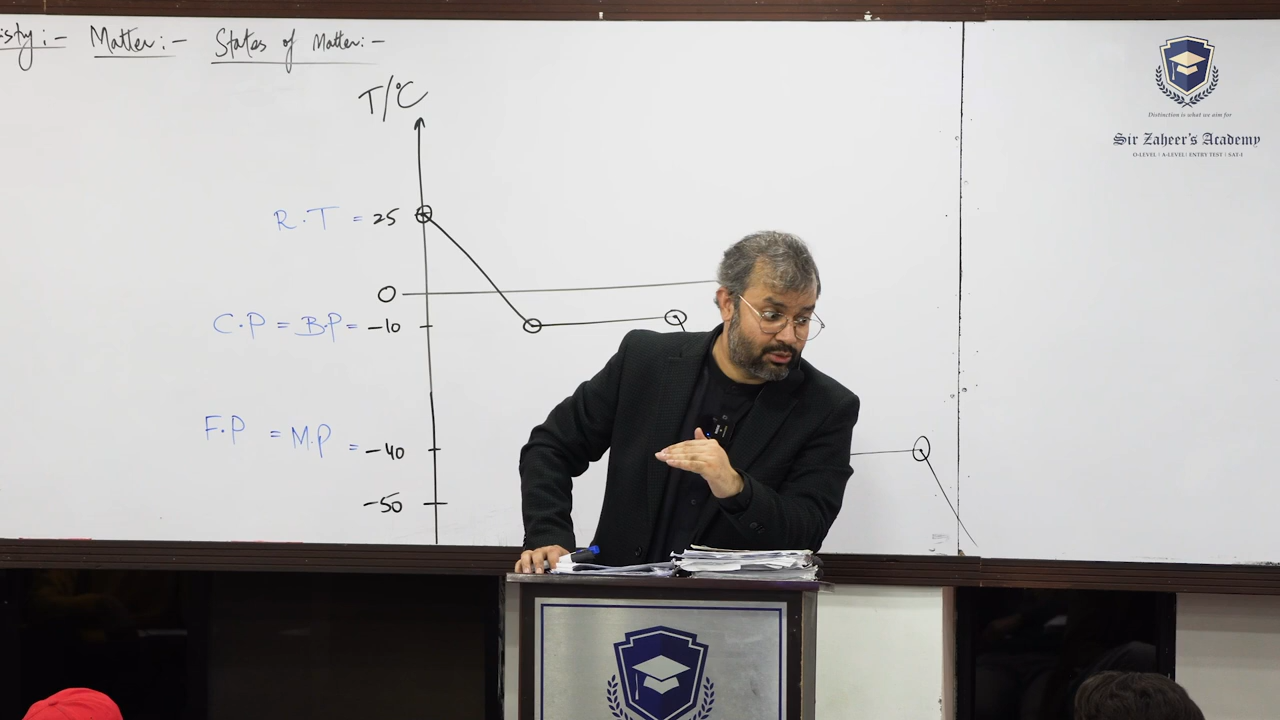 isty:- Matter:- States of Matter:-
T/°C
R.T = 25
0
C.P = B.P = -10
F.P = M.P = -40
-50
Distinction is what we aim for
Sir Zaheer's Academy
O-LEVEL | A-LEVEL | ENTRY TEST | SAT-I